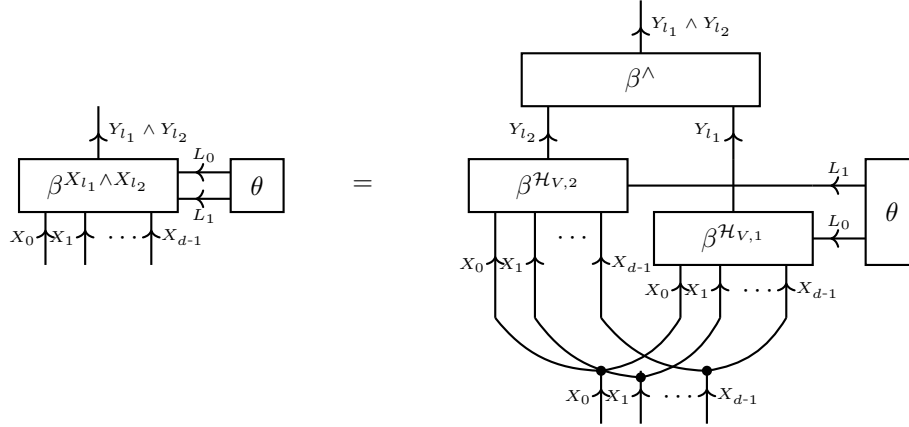 Y_{l_1} ∧ Y_{l_2}
β^∧
Y_{l_2} Y_{l_1}
Y_{l_1} ∧ Y_{l_2}
β^{X_{l_1} ∧ X_{l_2}} L_0 L_1 θ
=
β^{\mathcal{H}_{V,2}} L_1
β^{\mathcal{H}_{V,1}} L_0 θ
X_0 X_1 ... X_{d-1}
X_0 X_1 ... X_{d-1}
X_0 X_1 ... X_{d-1}
X_0 X_1 ... X_{d-1}